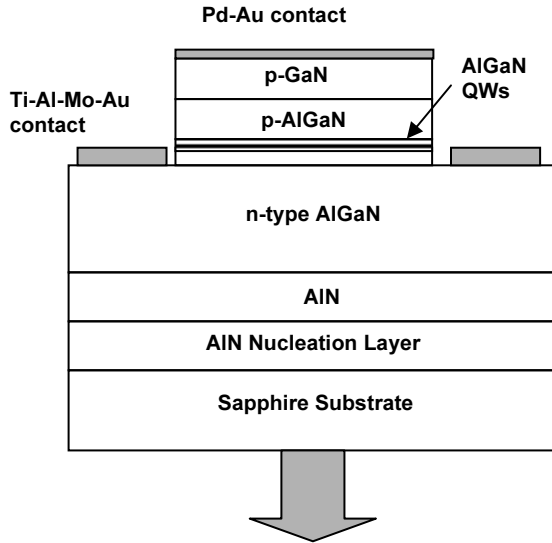 Pd-Au contact
p-GaN
AlGaN
QWs
Ti-Al-Mo-Au
contact
p-AlGaN
n-type AlGaN
AlN
AlN Nucleation Layer
Sapphire Substrate